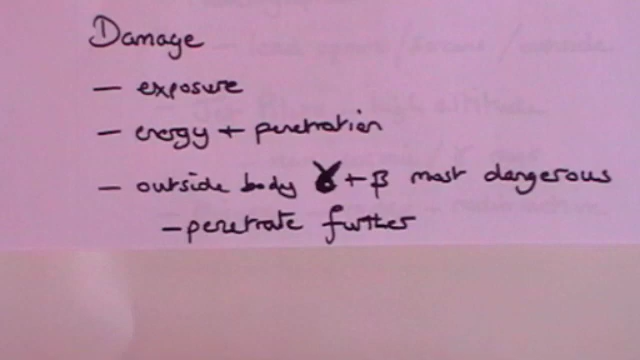 Damage
- exposure
- energy + penetration
- outside body γ + β most dangerous
- penetrate further